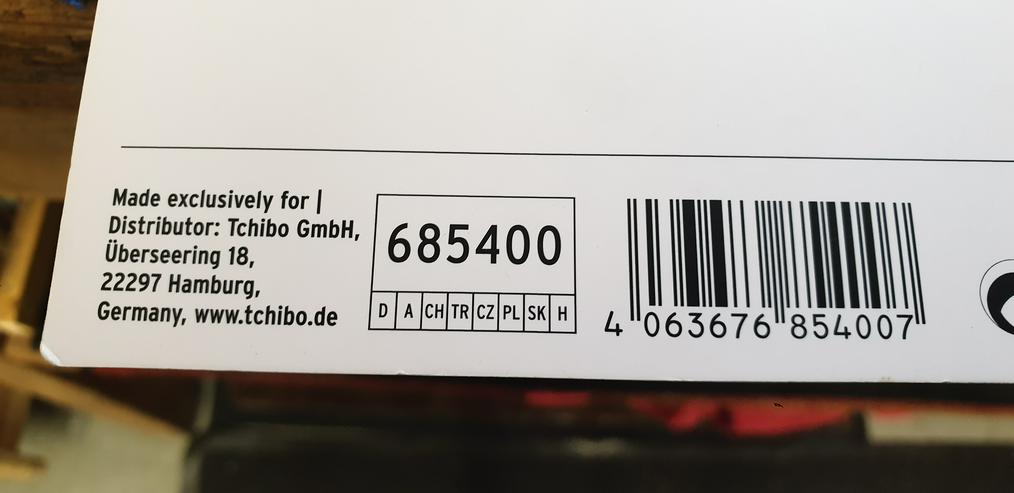 Made exclusively for |
Distributor: Tchibo GmbH,
Überseering 18,
22297 Hamburg,
Germany, www.tchibo.de
685400
D A CH TR CZ PL SK H
4 063676 854007